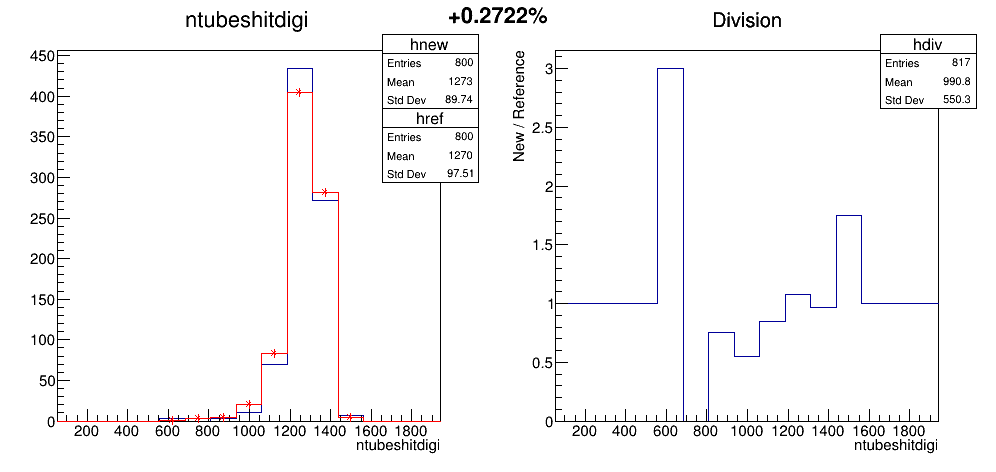 +0.2722%
ntubeshitdigi
hnew
Entries 800
Mean 1273
Std Dev 89.74
href
Entries 800
Mean 1270
Std Dev 97.51
450
400
350
300
250
200
150
100
50
0
200 400 600 800 1000 1200 1400 1600 1800
ntubeshitdigi
Division
hdiv
Entries 817
Mean 990.8
Std Dev 550.3
New / Reference
3
2.5
2
1.5
1
0.5
0
200 400 600 800 1000 1200 1400 1600 1800
ntubeshitdigi